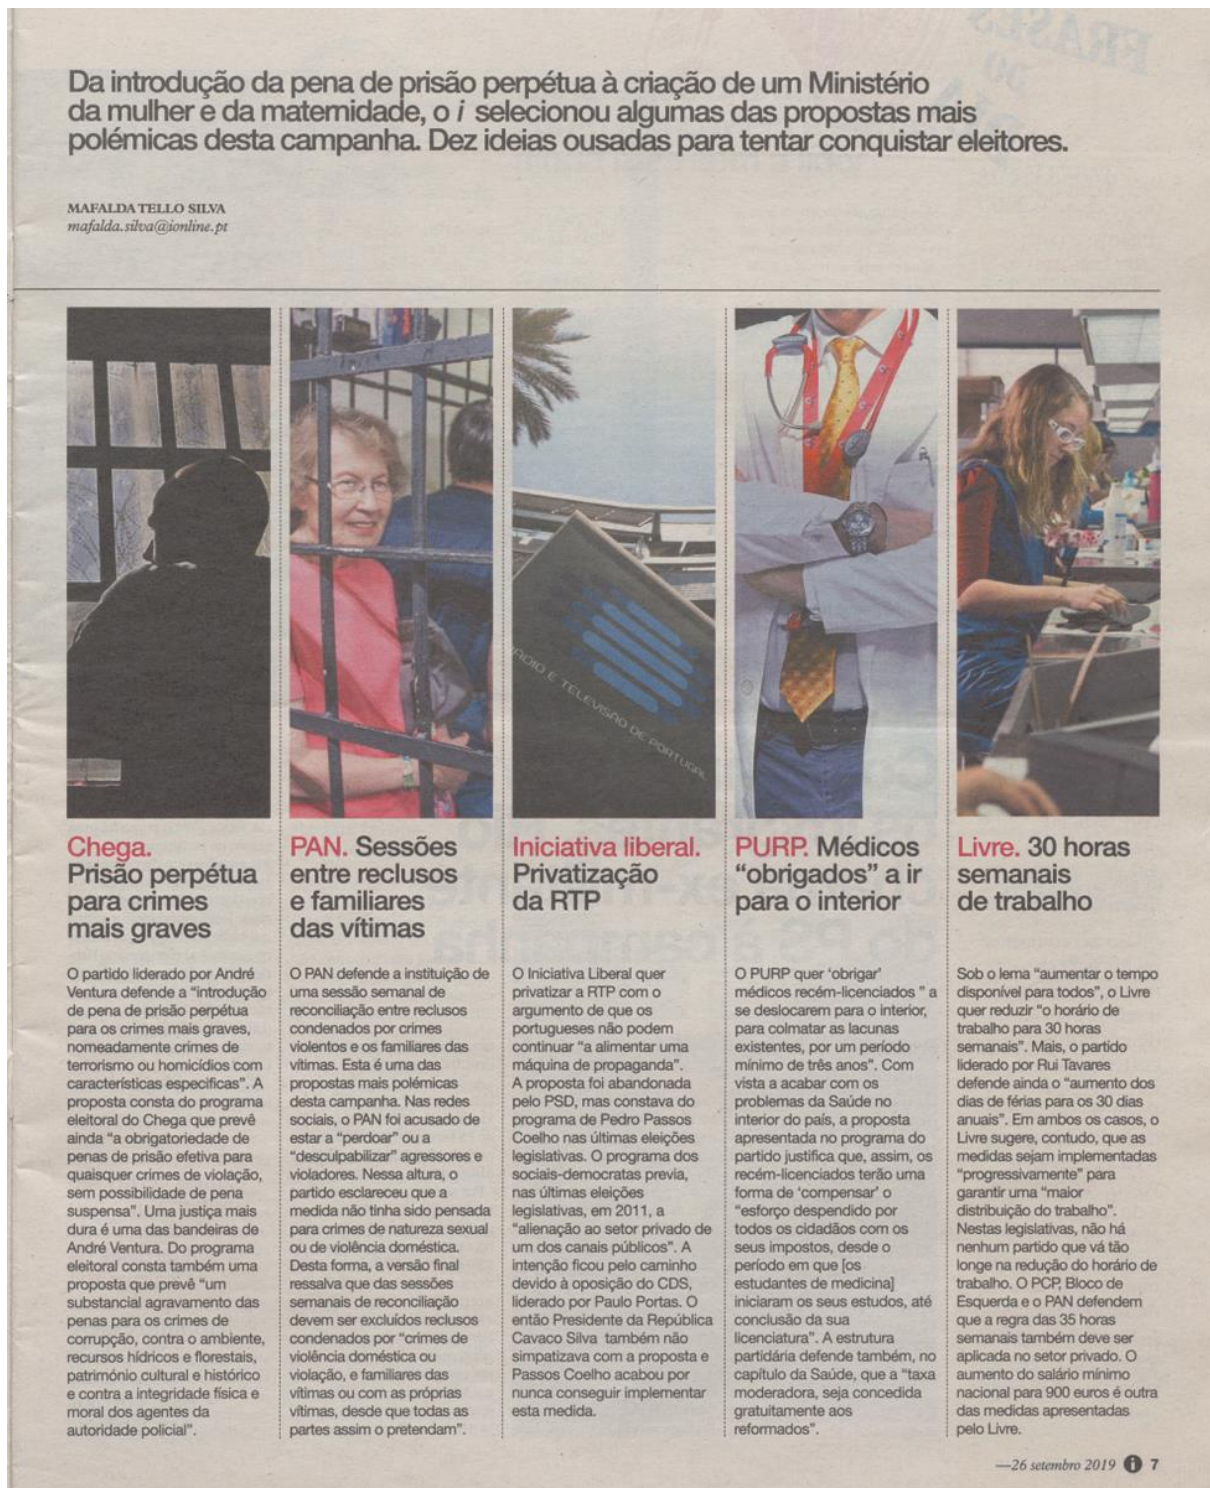 Da introdução da pena de prisão perpétua à criação de um Ministério
da mulher e da maternidade, o i selecionou algumas das propostas mais
polémicas desta campanha. Dez ideias ousadas para tentar conquistar eleitores.
MAFALDA TELLO SILVA
mafalda.silva@ionline.pt
RÁDIO E TELEVISÃO DE PORTUGAL
Chega.
Prisão perpétua
para crimes
mais graves
O partido liderado por André
Ventura defende a “introdução
de pena de prisão perpétua
para os crimes mais graves,
nomeadamente crimes de
terrorismo ou homicídios com
características especificas”. A
proposta consta do programa
eleitoral do Chega que prevê
ainda “a obrigatoriedade de
penas de prisão efetiva para
quaisquer crimes de violação,
sem possibilidade de pena
suspensa”. Uma justiça mais
dura é uma das bandeiras de
André Ventura. Do programa
eleitoral consta também uma
proposta que prevê “um
substancial agravamento das
penas para os crimes de
corrupção, contra o ambiente,
recursos hídricos e florestais,
património cultural e histórico
e contra a integridade física e
moral dos agentes da
autoridade policial”.
PAN. Sessões
entre reclusos
e familiares
das vítimas
O PAN defende a instituição de
uma sessão semanal de
reconciliação entre reclusos
condenados por crimes
violentos e os familiares das
vítimas. Esta é uma das
propostas mais polémicas
desta campanha. Nas redes
sociais, o PAN foi acusado de
estar a “perdoar” ou a
“desculpabilizar” agressores e
violadores. Nessa altura, o
partido esclareceu que a
medida não tinha sido pensada
para crimes de natureza sexual
ou de violência doméstica.
Desta forma, a versão final
ressalva que das sessões
semanais de reconciliação
devem ser excluídos reclusos
condenados por “crimes de
violência doméstica ou
violação, e familiares das
vítimas ou com as próprias
vítimas, desde que todas as
partes assim o pretendam”.
Iniciativa liberal.
Privatização
da RTP
O Iniciativa Liberal quer
privatizar a RTP com o
argumento de que os
portugueses não podem
continuar “a alimentar uma
máquina de propaganda”.
A proposta foi abandonada
pelo PSD, mas constava do
programa de Pedro Passos
Coelho nas últimas eleições
legislativas. O programa dos
sociais-democratas previa,
nas últimas eleições
legislativas, em 2011, a
“alienação ao setor privado de
um dos canais públicos”. A
intenção ficou pelo caminho
devido à oposição do CDS,
liderado por Paulo Portas. O
então Presidente da República
Cavaco Silva também não
simpatizava com a proposta e
Passos Coelho acabou por
nunca conseguir implementar
esta medida.
PURP. Médicos
“obrigados” a ir
para o interior
O PURP quer ‘obrigar’
médicos recém-licenciados ” a
se deslocarem para o interior,
para colmatar as lacunas
existentes, por um período
mínimo de três anos”. Com
vista a acabar com os
problemas da Saúde no
interior do país, a proposta
apresentada no programa do
partido justifica que, assim, os
recém-licenciados terão uma
forma de ‘compensar’ o
“esforço despendido por
todos os cidadãos com os
seus impostos, desde o
período em que [os
estudantes de medicina]
iniciaram os seus estudos, até
conclusão da sua
licenciatura”. A estrutura
partidária defende também, no
capítulo da Saúde, que a “taxa
moderadora, seja concedida
gratuitamente aos
reformados”.
Livre. 30 horas
semanais
de trabalho
Sob o lema “aumentar o tempo
disponível para todos”, o Livre
quer reduzir “o horário de
trabalho para 30 horas
semanais”. Mais, o partido
liderado por Rui Tavares
defende ainda o “aumento dos
dias de férias para os 30 dias
anuais”. Em ambos os casos, o
Livre sugere, contudo, que as
medidas sejam implementadas
“progressivamente” para
garantir uma “maior
distribuição do trabalho”.
Nestas legislativas, não há
nenhum partido que vá tão
longe na redução do horário de
trabalho. O PCP, Bloco de
Esquerda e o PAN defendem
que a regra das 35 horas
semanais também deve ser
aplicada no setor privado. O
aumento do salário mínimo
nacional para 900 euros é outra
das medidas apresentadas
pelo Livre.
—26 setembro 2019 i 7